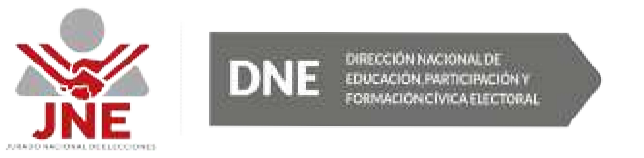 JNE
JURADO NACIONAL DE ELECCIONES
DNE
DIRECCIÓN NACIONAL DE
EDUCACIÓN, PARTICIPACIÓN Y
FORMACIÓN CÍVICA ELECTORAL